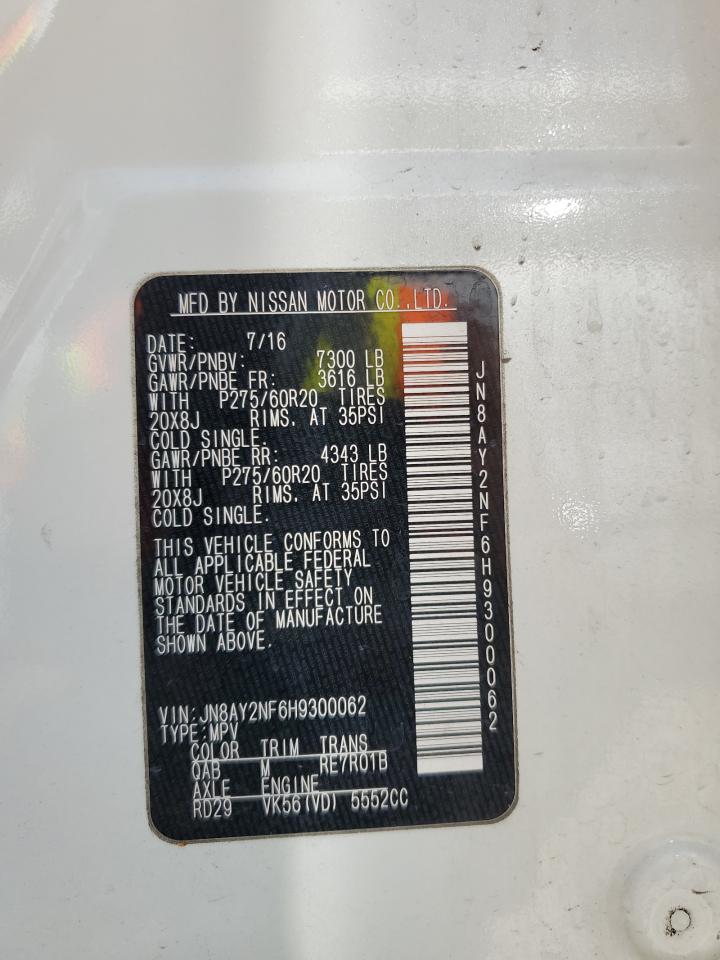 MFD BY NISSAN MOTOR CO.,LTD.
DATE: 7/16
GVWR/PNBV: 7300 LB
GAWR/PNBE FR: 3616 LB
WITH P275/60R20 TIRES
20X8J RIMS. AT 35PSI
COLD SINGLE.
GAWR/PNBE RR: 4343 LB
WITH P275/60R20 TIRES
20X8J RIMS. AT 35PSI
COLD SINGLE.
THIS VEHICLE CONFORMS TO
ALL APPLICABLE FEDERAL
MOTOR VEHICLE SAFETY
STANDARDS IN EFFECT ON
THE DATE OF MANUFACTURE
SHOWN ABOVE.
VIN:JN8AY2NF6H9300062
TYPE:MPV
COLOR TRIM TRANS
QAB M RE7R01B
AXLE ENGINE
RD29 VK56(VD) 5552CC
JN8AY2NF6H9300062